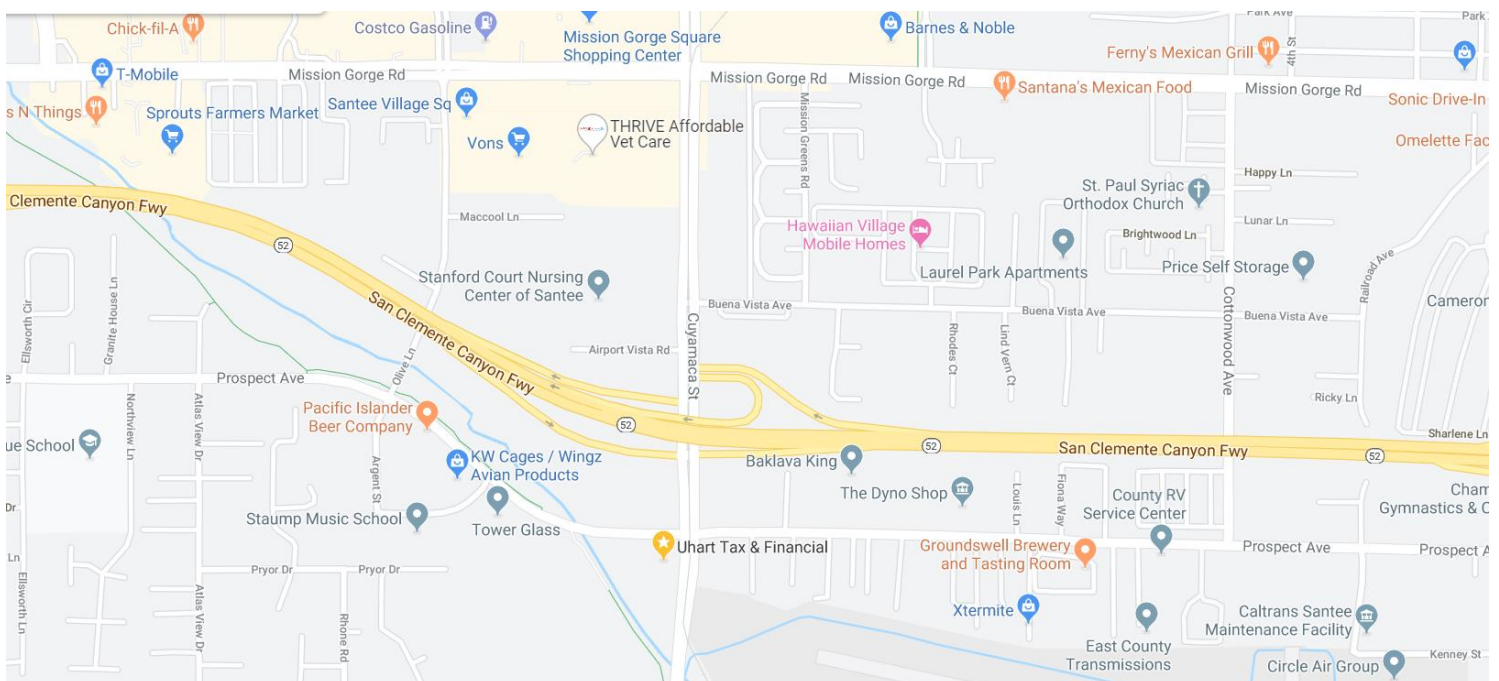 Park Ave
Park A
Chick-fil-A
Costco Gasoline
Mission Gorge Square
Shopping Center
Barnes & Noble
4th St
Ferny's Mexican Grill
T-Mobile
Mission Gorge Rd
Mission Gorge Rd
Mission Gorge Rd
Santana's Mexican Food
Mission Gorge Rd
Sonic Drive-In
s N Things
Sprouts Farmers Market
Santee Village Sq
Vons
THRIVE Affordable
Vet Care
Mission Greens Rd
Omelette Fac
Happy Ln
St. Paul Syriac
Orthodox Church
Clemente Canyon Fwy
Maccool Ln
Lunar Ln
Hawaiian Village
Mobile Homes
Brightwood Ln
52
Laurel Park Apartments
Price Self Storage
Railroad Ave
Stanford Court Nursing
Center of Santee
San Clemente Canyon Fwy
Buena Vista Ave
Buena Vista Ave
Buena Vista Ave
Cameron
Ellsworth Cir
Granite House Ln
Cuyamaca St
Rhodes Ct
Lind Vern Ct
Cottonwood Ave
Airport Vista Rd
Olive Ln
e
Prospect Ave
Ricky Ln
Pacific Islander
Beer Company
52
Sharlene Ln
Northview Ln
Atlas View Dr
ue School
52
San Clemente Canyon Fwy
52
KW Cages / Wingz
Avian Products
Baklava King
Argent St
The Dyno Shop
Louis Ln
Fiona Way
County RV
Service Center
Cham
Gymnastics & C
Dr
Staump Music School
Tower Glass
Uhart Tax & Financial
Groundswell Brewery
and Tasting Room
Prospect Ave
Prospect A
Ln
Pryor Dr
Pryor Dr
Ellsworth Ln
Atlas View Dr
Rhone Rd
Xtermite
East County
Transmissions
Caltrans Santee
Maintenance Facility
Kenney St
Circle Air Group